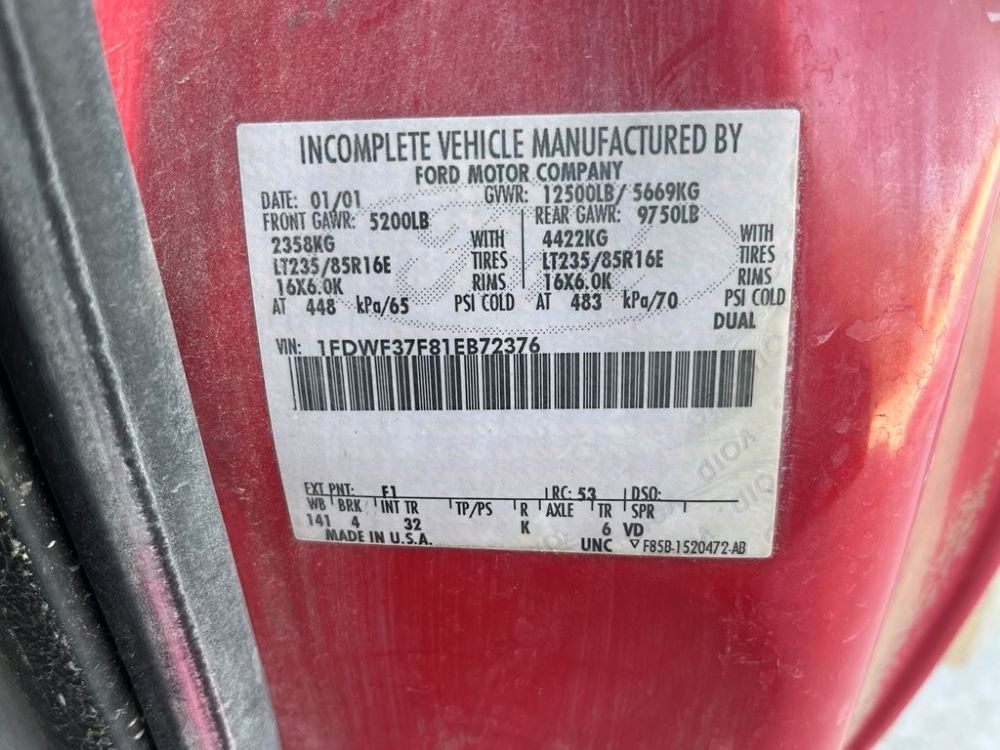 INCOMPLETE VEHICLE MANUFACTURED BY
FORD MOTOR COMPANY
DATE: 01/01 GVWR: 12500LB/ 5669KG
FRONT GAWR: 5200LB REAR GAWR: 9750LB
2358KG WITH 4422KG WITH
LT235/85R16E TIRES LT235/85R16E TIRES
16X6.0K RIMS 16X6.0K RIMS
AT 448 kPa/65 PSI COLD AT 483 kPa/70 PSI COLD
DUAL
VIN: 1FDWF37F81EB72376
EXT PNT: F1 RC: 53 DSO:
WB BRK INT TR TP/PS R AXLE TR SPR
141 4 32 K 6 VD
MADE IN U.S.A. UNC ▽ F85B-1520472-AB
VOID